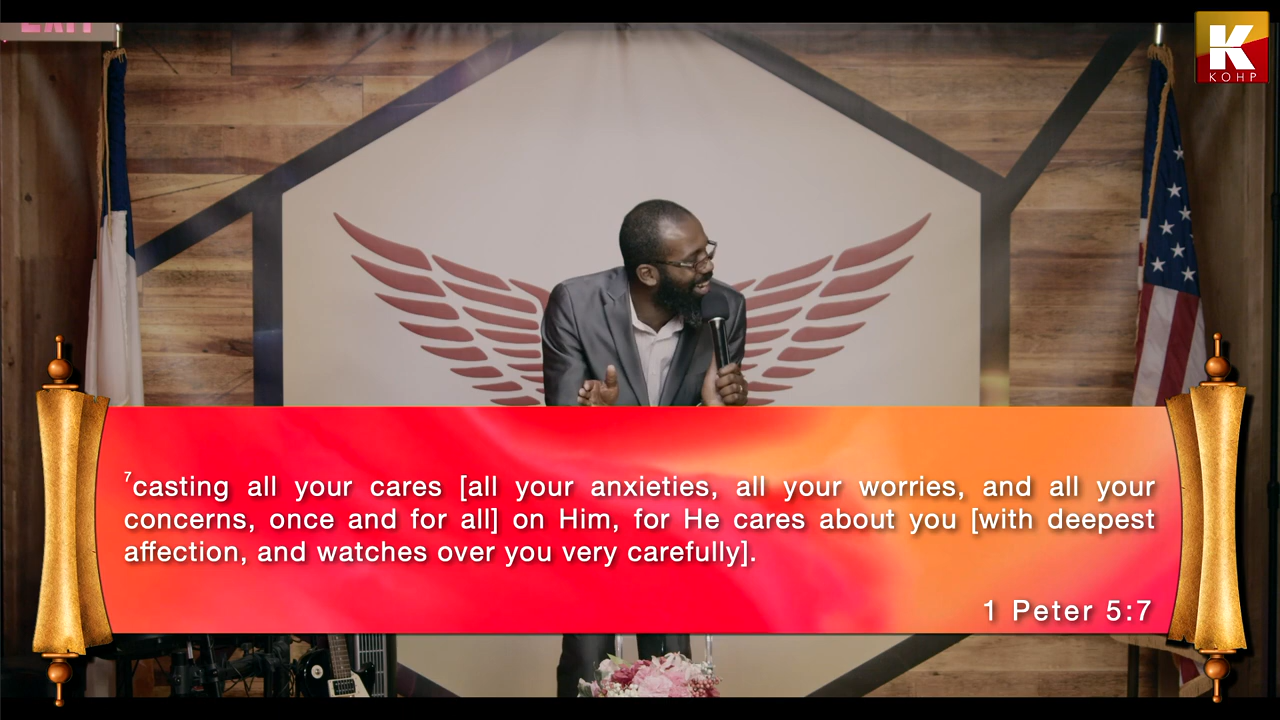 EXIT
K
KOHP
⁷casting all your cares [all your anxieties, all your worries, and all your
concerns, once and for all] on Him, for He cares about you [with deepest
affection, and watches over you very carefully].
1 Peter 5:7